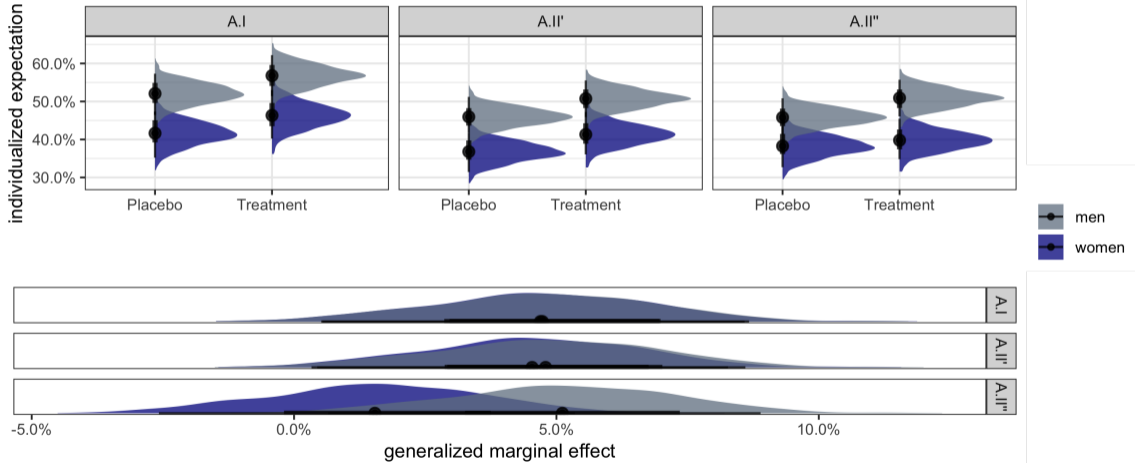 A.I A.II' A.II"
individualized expectation
60.0%
50.0%
40.0%
30.0%
Placebo Treatment Placebo Treatment Placebo Treatment
men
women
A.I
A.II'
A.II"
-5.0% 0.0% 5.0% 10.0%
generalized marginal effect